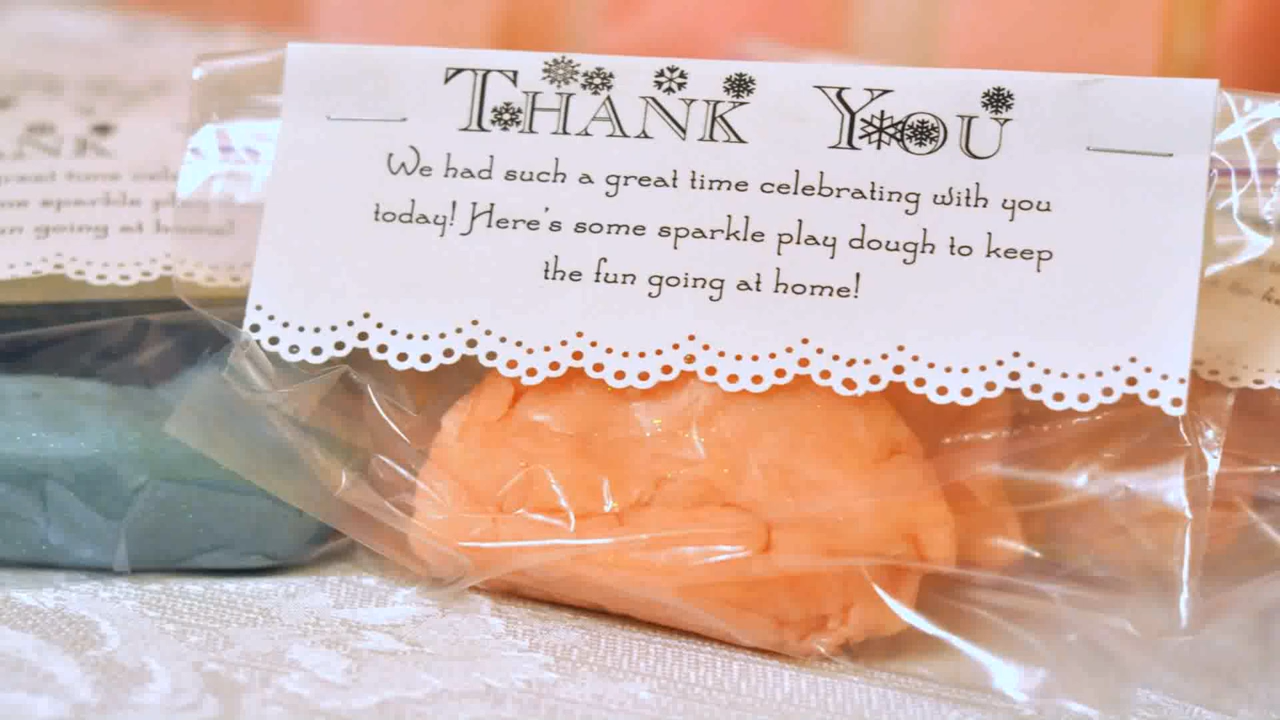 THANK YOU
We had such a great time celebrating with you
today! Here's some sparkle play dough to keep
the fun going at home!